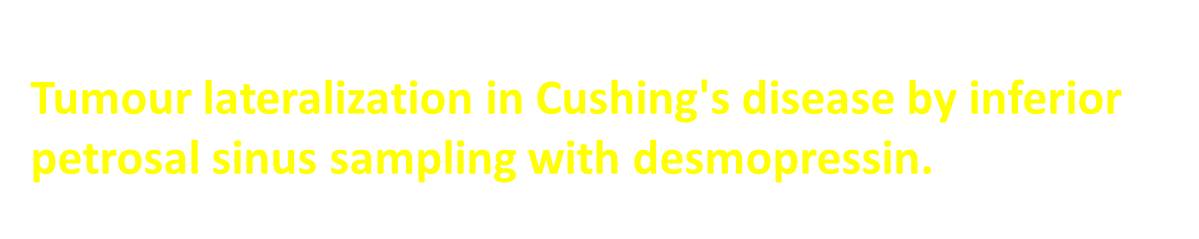 Tumour lateralization in Cushing's disease by inferior
petrosal sinus sampling with desmopressin.